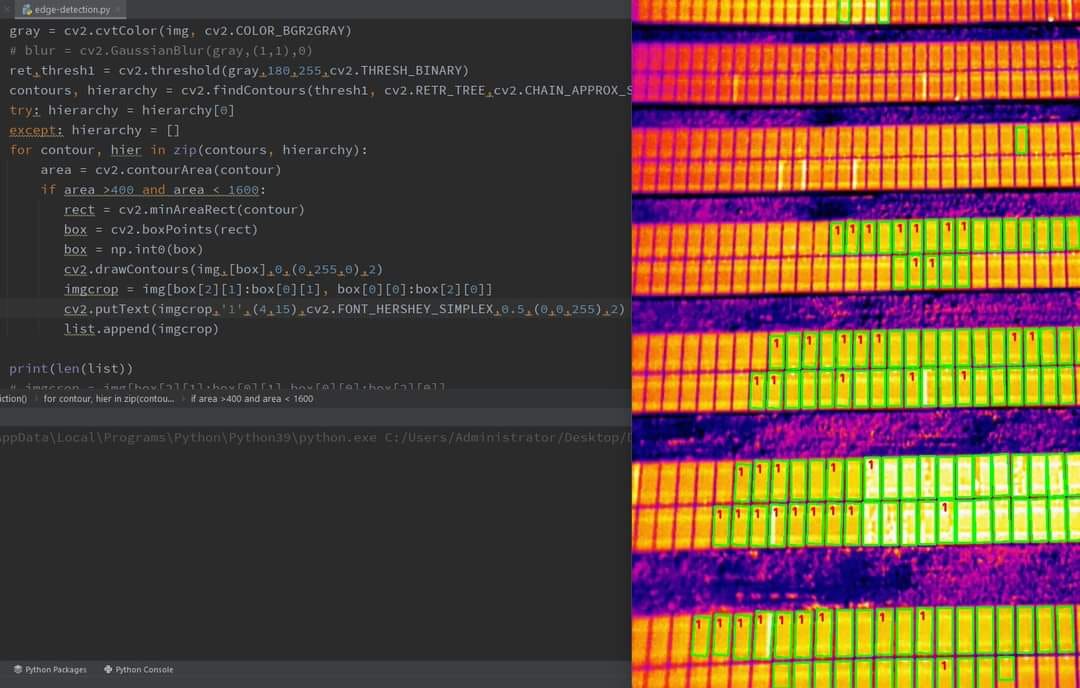 edge-detection.py
gray = cv2.cvtColor(img, cv2.COLOR_BGR2GRAY)
# blur = cv2.GaussianBlur(gray,(1,1),0)
ret,thresh1 = cv2.threshold(gray,180,255,cv2.THRESH_BINARY)
contours, hierarchy = cv2.findContours(thresh1, cv2.RETR_TREE,cv2.CHAIN_APPROX_S
try: hierarchy = hierarchy[0]
except: hierarchy = []
for contour, hier in zip(contours, hierarchy):
area = cv2.contourArea(contour)
if area >400 and area < 1600:
rect = cv2.minAreaRect(contour)
box = cv2.boxPoints(rect)
box = np.int0(box)
cv2.drawContours(img,[box],0,(0,255,0),2)
imgcrop = img[box[2][1]:box[0][1], box[0][0]:box[2][0]]
cv2.putText(imgcrop,'1',(4,15),cv2.FONT_HERSHEY_SIMPLEX,0.5,(0,0,255),2)
list.append(imgcrop)
print(len(list))
# imgcrop = img[box[2][1]:box[0][1],box[0][0]:box[2][0]]
iction() for contour, hier in zip(contou... if area >400 and area < 1600
AppData\Local\Programs\Python\Python39\python.exe C:/Users/Administrator/Desktop/
Python Packages Python Console
1 1 1 1 1 1 1
1 1
1 1 1 1 1 1 1
1 1 1 1 1
1 1 1 1 1
1 1 1 1 1 1 1 1 1
1 1 1 1 1 1 1 1 1
1